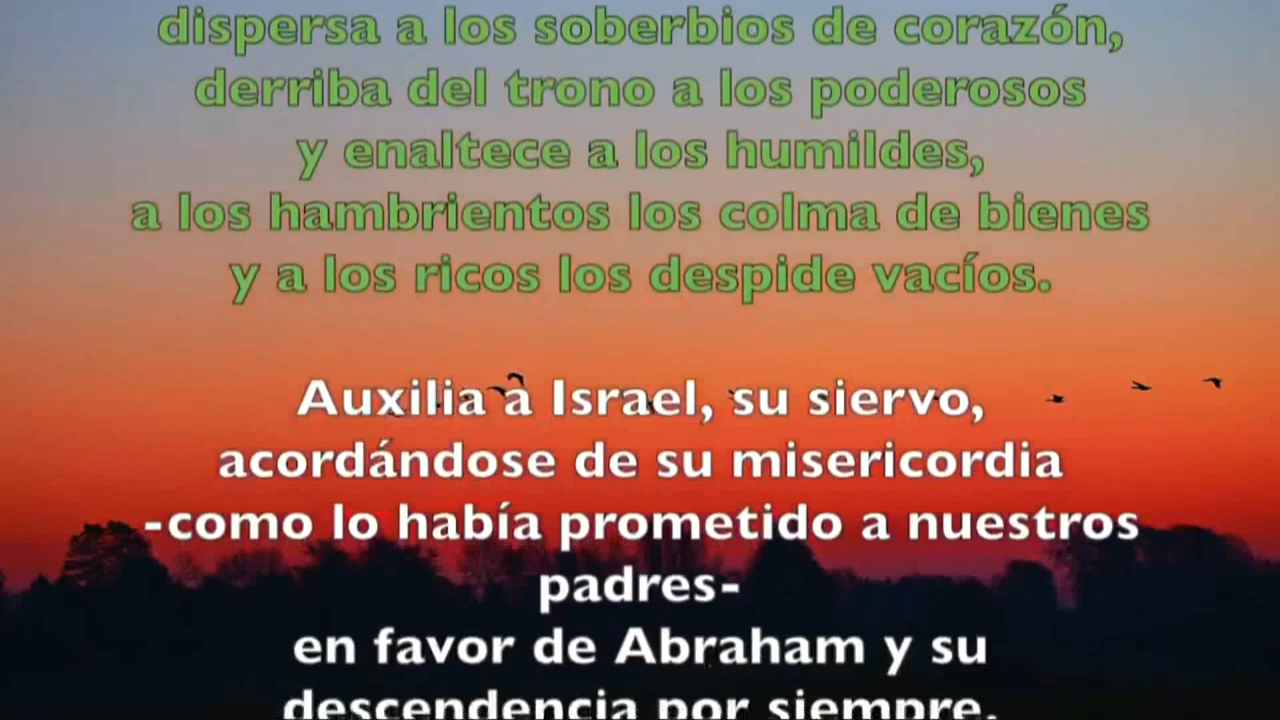 dispersa a los soberbios de corazón,
derriba del trono a los poderosos
y enaltece a los humildes,
a los hambrientos los colma de bienes
y a los ricos los despide vacíos.
Auxilia a Israel, su siervo,
acordándose de su misericordia
-como lo había prometido a nuestros
padres-
en favor de Abraham y su
descendencia por siempre.